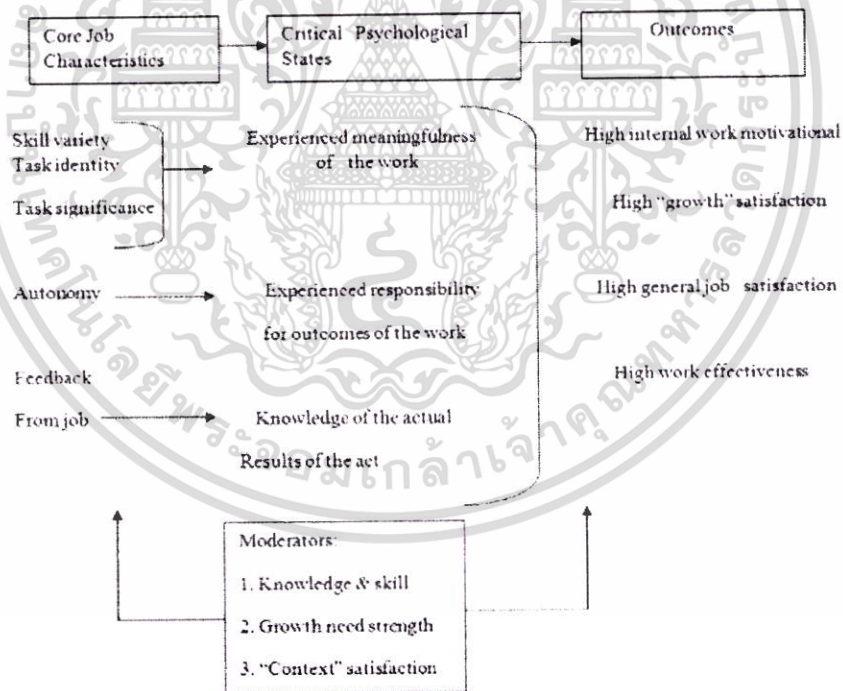 Core Job
Characteristics
Critical Psychological
States
Outcomes
Skill variety
Task identity
Task significance
Experienced meaningfulness
of the work
High internal work motivational
High "growth" satisfaction
Autonomy
Experienced responsibility
for outcomes of the work
High general job satisfaction
High work effectiveness
Feedback
From job
Knowledge of the actual
Results of the act
Moderators:
1. Knowledge & skill
2. Growth need strength
3. "Context" satisfaction